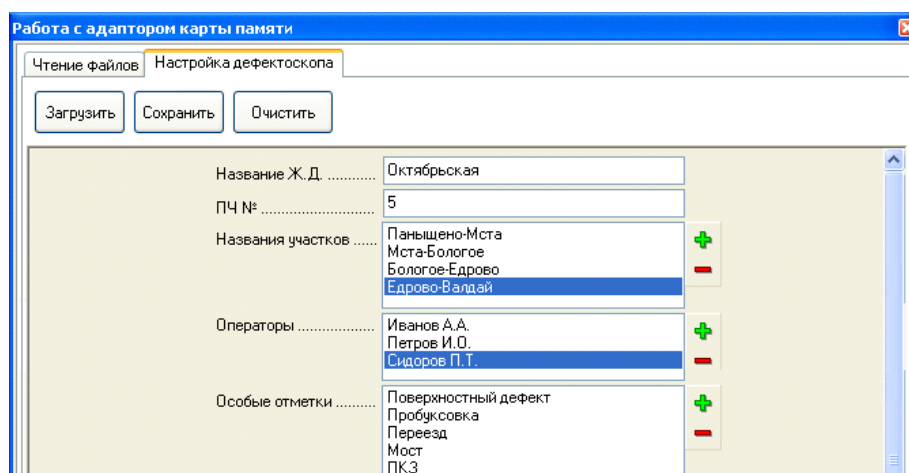 Работа с адаптором карты памяти
Чтение файлов Настройка дефектоскопа
Загрузить Сохранить Очистить
Название Ж.Д. ............ Октябрьская
ПЧ № ............................ 5
Названия участков ...... Паныщено-Мста
Мста-Бологое
Бологое-Едрово
Едрово-Валдай
Операторы ................... Иванов А.А.
Петров И.О.
Сидоров П.Т.
Особые отметки .......... Поверхностный дефект
Пробуксовка
Переезд
Мост
ПК3